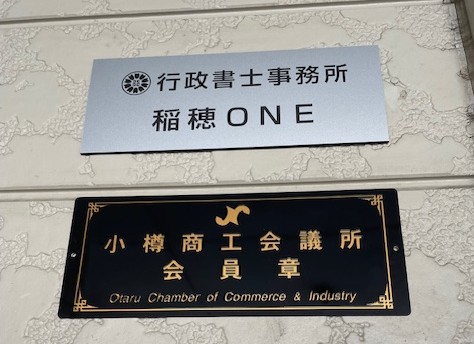 行政書士事務所
稲穂ONE
小樽商工会議所
会員章
Otaru Chamber of Commerce & Industry